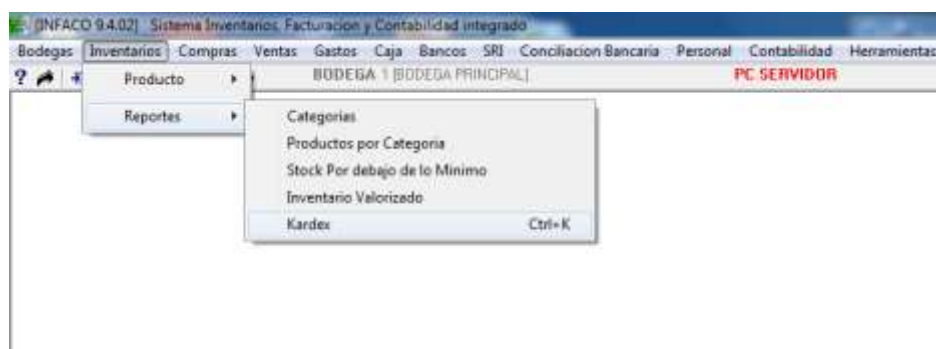 [INFACO 9.4.02] Sistema Inventarios, Facturacion y Contabilidad integrado
Bodegas Inventarios Compras Ventas Gastos Caja Bancos SRI Conciliacion Bancaria Personal Contabilidad Herramientas
? BODEGA 1 [BODEGA PRINCIPAL] PC SERVIDOR
Producto
Reportes
Categorias
Productos por Categoria
Stock Por debajo de lo Minimo
Inventario Valorizado
Kardex Ctrl+K